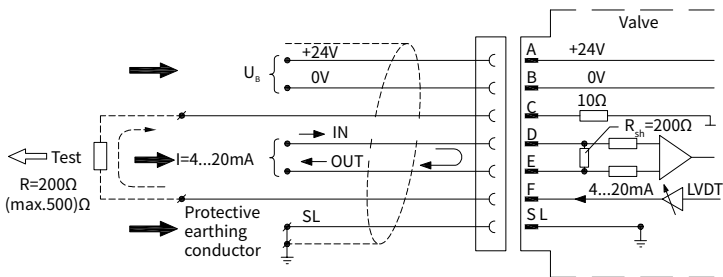 Valve
+24V
U_B
0V
A +24V
B 0V
C 10Ω
IN
D R_sh=200Ω
Test
I=4...20mA
OUT
E
R=200Ω
(max.500)Ω
F 4...20mA LVDT
Protective
earthing
conductor
SL
SL